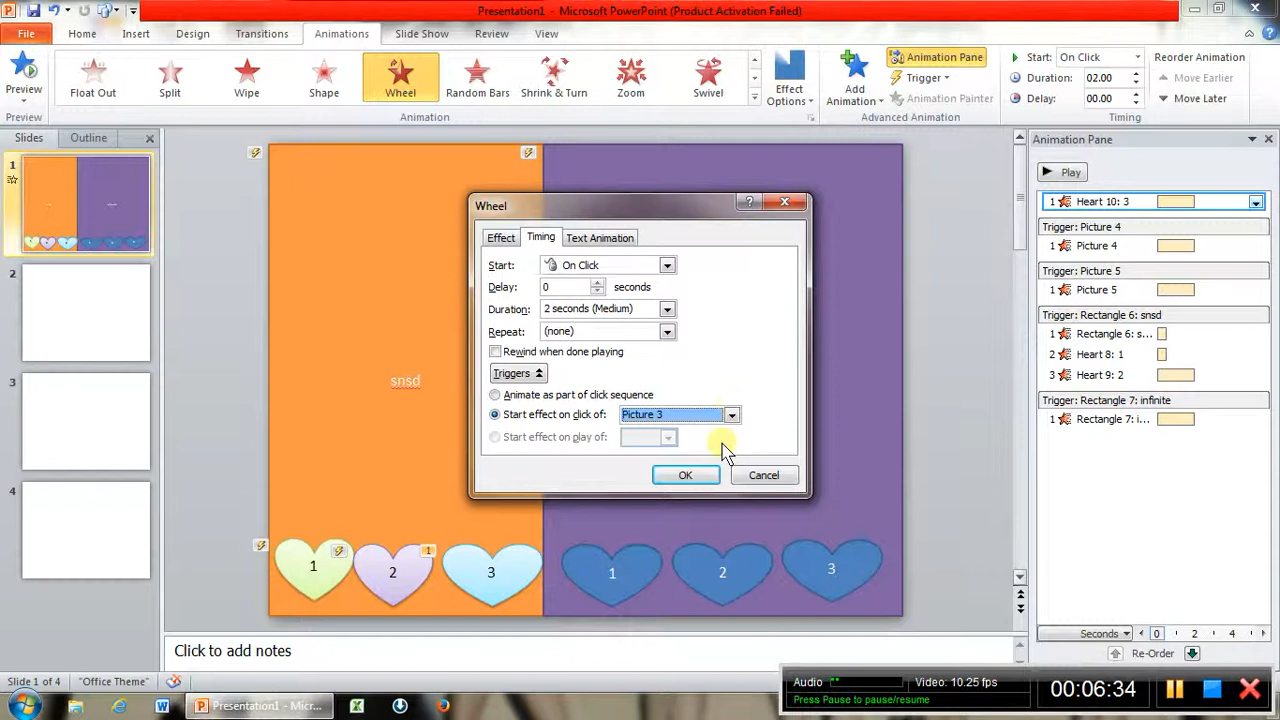 Presentation1 - Microsoft PowerPoint (Product Activation Failed)
File Home Insert Design Transitions Animations Slide Show Review View
Preview
Float Out Split Wipe Shape Wheel Random Bars Shrink & Turn Zoom Swivel
Effect Options
Add Animation
Animation Pane
Trigger
Animation Painter
Start: On Click
Duration: 02.00
Delay: 00.00
Reorder Animation
Move Earlier
Move Later
Preview Animation Advanced Animation Timing
Slides Outline
1
2
3
4
snsd
1 2 3 1 2 3
1
Wheel
Effect Timing Text Animation
Start: On Click
Delay: 0 seconds
Duration: 2 seconds (Medium)
Repeat: (none)
Rewind when done playing
Triggers
Animate as part of click sequence
Start effect on click of: Picture 3
Start effect on play of:
OK Cancel
Animation Pane
Play
1 Heart 10: 3
Trigger: Picture 4
1 Picture 4
Trigger: Picture 5
1 Picture 5
Trigger: Rectangle 6: snsd
1 Rectangle 6: s...
2 Heart 8: 1
3 Heart 9: 2
Trigger: Rectangle 7: infinite
1 Rectangle 7: i...
Seconds 0 2 4
Re-Order
Click to add notes
Slide 1 of 4 "Office Theme"
Presentation1 - Mic...
Audio Video: 10.25 fps
Press Pause to pause/resume
00:06:34